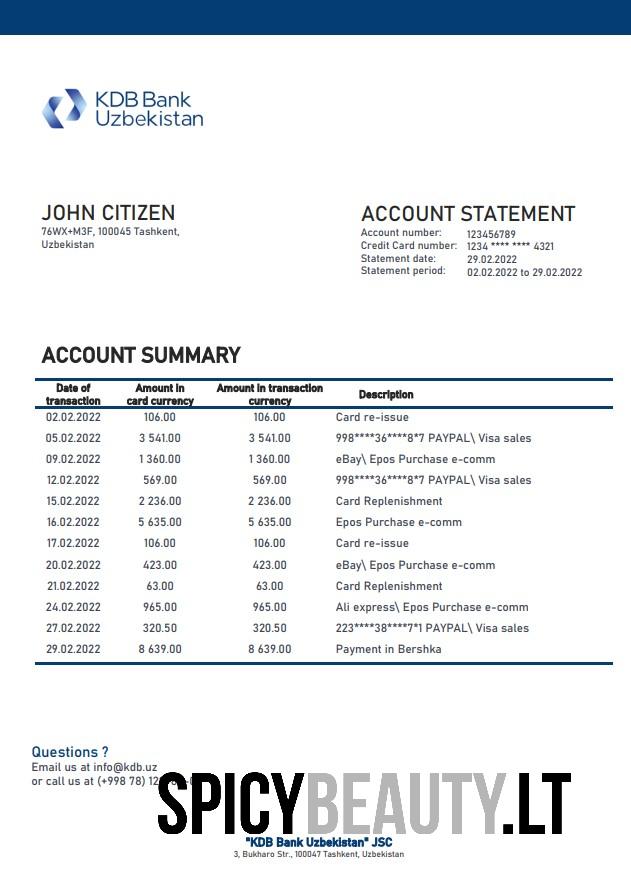 KDB Bank
Uzbekistan
JOHN CITIZEN
76WX+M3F, 100045 Tashkent,
Uzbekistan
ACCOUNT STATEMENT
Account number: 123456789
Credit Card number: 1234 **** **** 4321
Statement date: 29.02.2022
Statement period: 02.02.2022 to 29.02.2022
ACCOUNT SUMMARY
Date of transaction Amount in card currency Amount in transaction currency Description
02.02.2022 106.00 106.00 Card re-issue
05.02.2022 3 541.00 3 541.00 998****36****8*7 PAYPAL\ Visa sales
09.02.2022 1 360.00 1 360.00 eBay\ Epos Purchase e-comm
12.02.2022 569.00 569.00 998****36****8*7 PAYPAL\ Visa sales
15.02.2022 2 236.00 2 236.00 Card Replenishment
16.02.2022 5 635.00 5 635.00 Epos Purchase e-comm
17.02.2022 106.00 106.00 Card re-issue
20.02.2022 423.00 423.00 eBay\ Epos Purchase e-comm
21.02.2022 63.00 63.00 Card Replenishment
24.02.2022 965.00 965.00 Ali express\ Epos Purchase e-comm
27.02.2022 320.50 320.50 223****38****7*1 PAYPAL\ Visa sales
29.02.2022 8 639.00 8 639.00 Payment in Bershka
Questions ?
Email us at info@kdb.uz
or call us at (+998 78)
SPICYBEAUTY.LT
"KDB Bank Uzbekistan" JSC
3, Bukharo Str., 100047 Tashkent, Uzbekistan